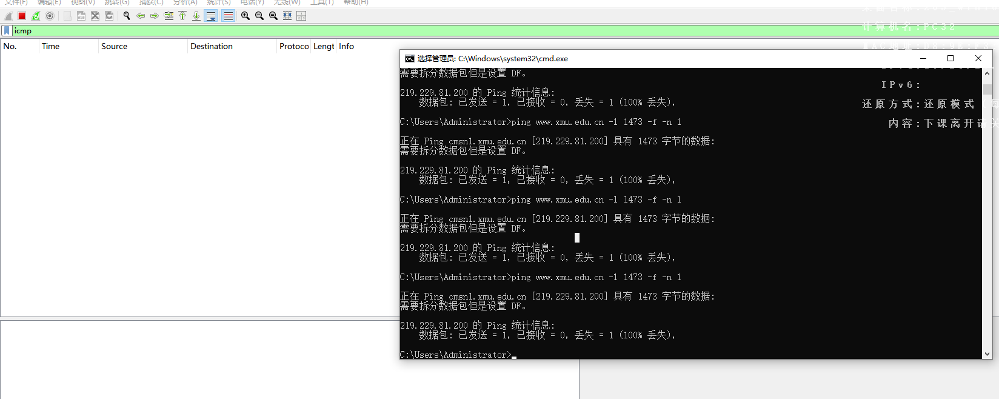 文件(F) 编辑(E) 视图(V) 跳转(G) 捕获(C) 分析(A) 统计(S) 电话(Y) 无线(W) 工具(T) 帮助(H)
icmp
计算机名:PC32
No. Time Source Destination Protoco Lengt Info
选择管理员: C:\Windows\system32\cmd.exe
需要拆分数据包但是设置 DF。
IPv6:
219.229.81.200 的 Ping 统计信息:
数据包: 已发送 = 1，已接收 = 0，丢失 = 1 (100% 丢失)，
还原方式:还原模式 (每
C:\Users\Administrator>ping www.xmu.edu.cn -l 1473 -f -n 1
内容:下课离开请关
正在 Ping cmsn1.xmu.edu.cn [219.229.81.200] 具有 1473 字节的数据:
需要拆分数据包但是设置 DF。
219.229.81.200 的 Ping 统计信息:
数据包: 已发送 = 1，已接收 = 0，丢失 = 1 (100% 丢失)，
C:\Users\Administrator>ping www.xmu.edu.cn -l 1473 -f -n 1
正在 Ping cmsn1.xmu.edu.cn [219.229.81.200] 具有 1473 字节的数据:
需要拆分数据包但是设置 DF。
219.229.81.200 的 Ping 统计信息:
数据包: 已发送 = 1，已接收 = 0，丢失 = 1 (100% 丢失)，
C:\Users\Administrator>ping www.xmu.edu.cn -l 1473 -f -n 1
正在 Ping cmsn1.xmu.edu.cn [219.229.81.200] 具有 1473 字节的数据:
需要拆分数据包但是设置 DF。
219.229.81.200 的 Ping 统计信息:
数据包: 已发送 = 1，已接收 = 0，丢失 = 1 (100% 丢失)，
C:\Users\Administrator>